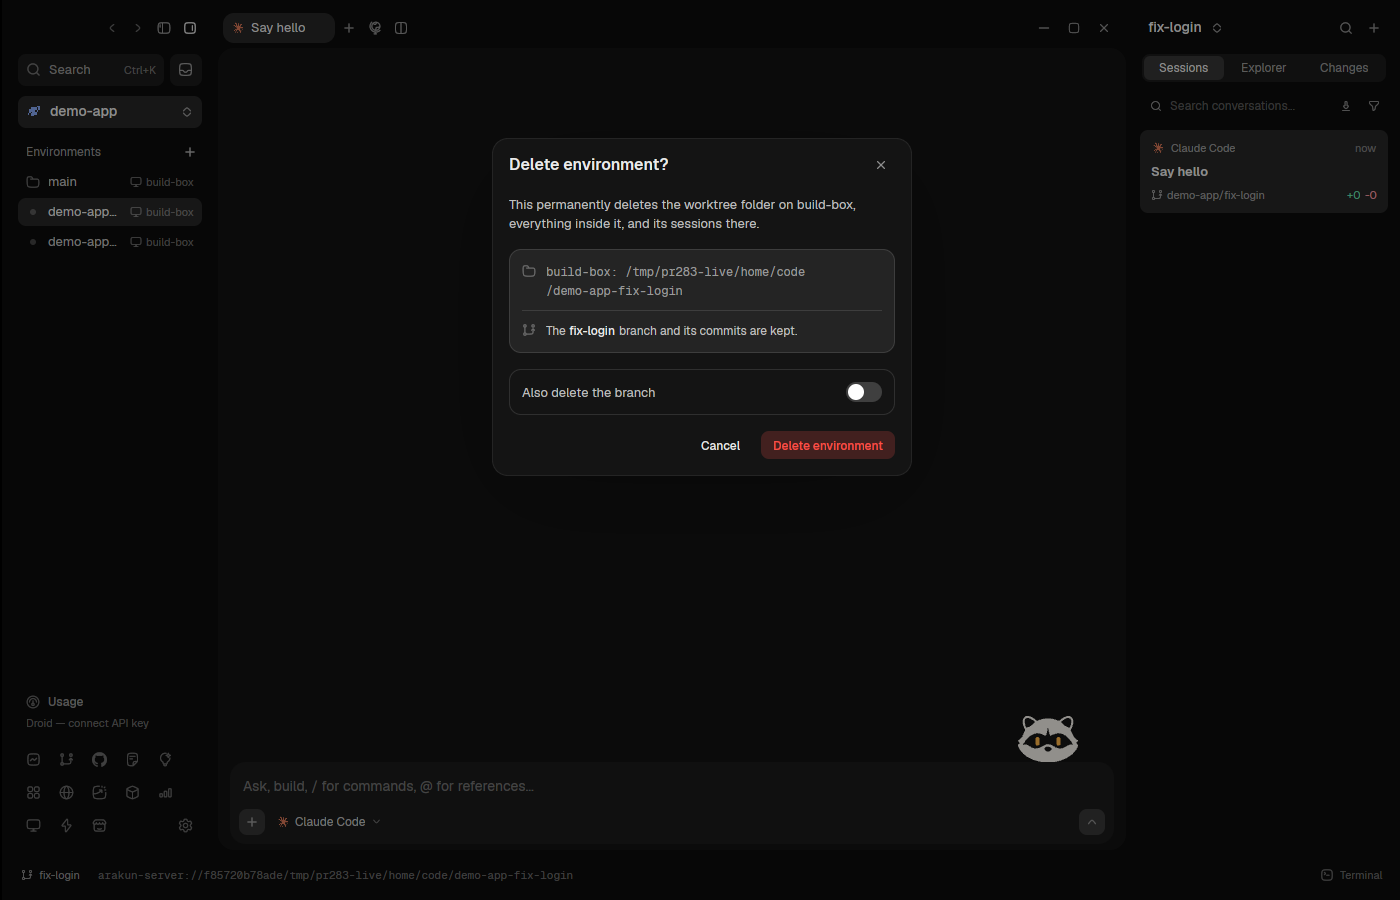 Say hello
fix-login
Search Ctrl+K
demo-app
Environments
main build-box
demo-app... build-box
demo-app... build-box
Delete environment?
This permanently deletes the worktree folder on build-box,
everything inside it, and its sessions there.
build-box: /tmp/pr283-live/home/code
/demo-app-fix-login
The fix-login branch and its commits are kept.
Also delete the branch
Cancel Delete environment
Sessions Explorer Changes
Search conversations...
Claude Code now
Say hello
demo-app/fix-login +0 -0
Usage
Droid — connect API key
Ask, build, / for commands, @ for references...
Claude Code
fix-login arakun-server://f85720b78ade/tmp/pr283-live/home/code/demo-app-fix-login
Terminal